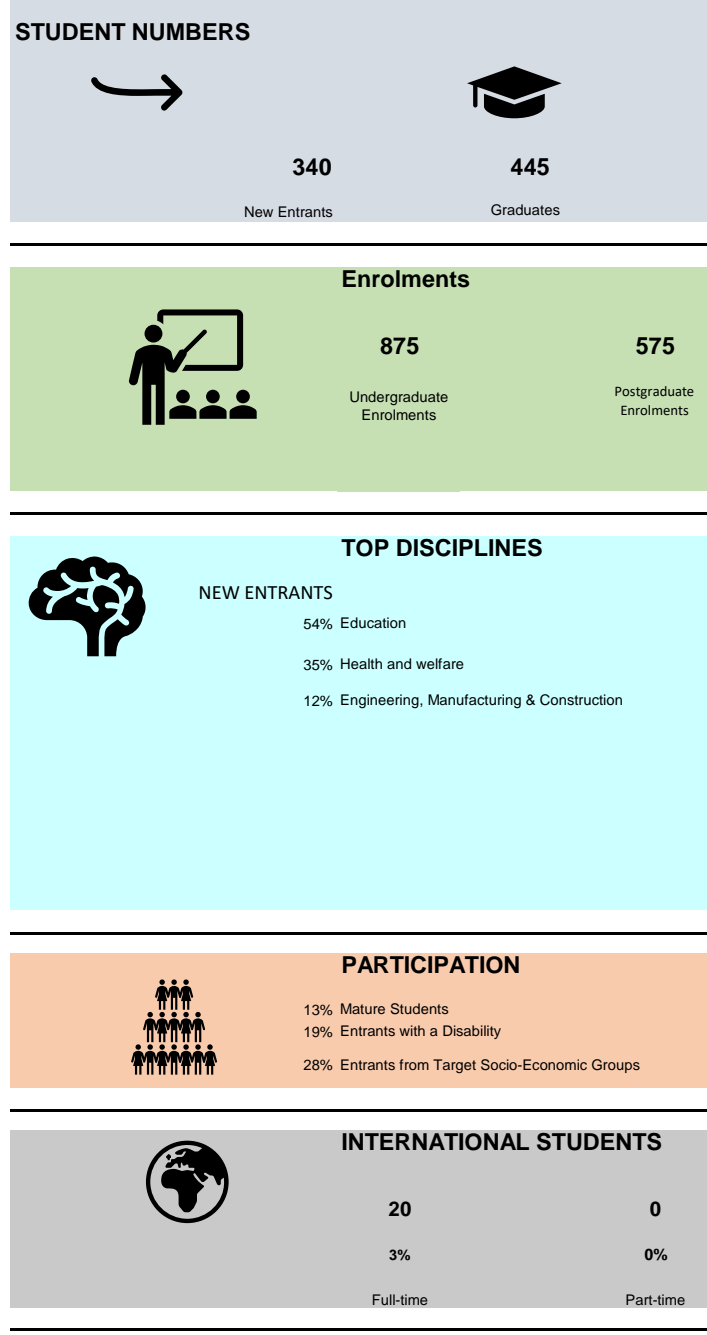 STUDENT NUMBERS
340
445
New Entrants
Graduates
Enrolments
875
575
Undergraduate
Enrolments
Postgraduate
Enrolments
TOP DISCIPLINES
NEW ENTRANTS
54% Education
35% Health and welfare
12% Engineering, Manufacturing & Construction
PARTICIPATION
13% Mature Students
19% Entrants with a Disability
28% Entrants from Target Socio-Economic Groups
INTERNATIONAL STUDENTS
20
0
3%
0%
Full-time
Part-time